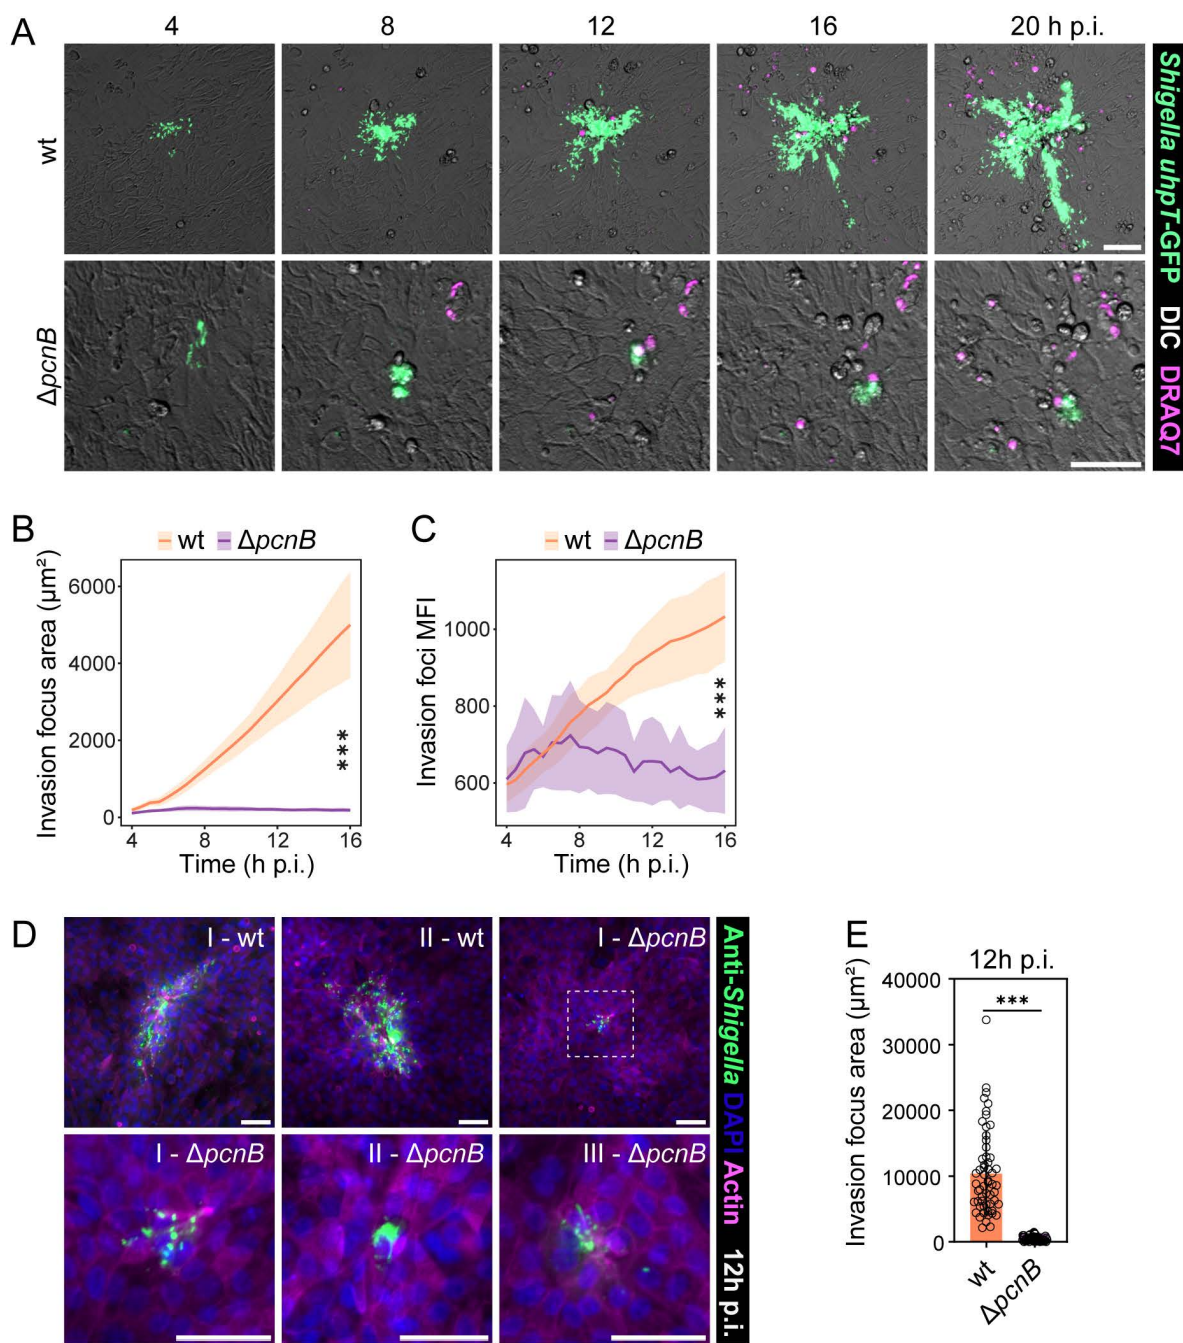 A
4
8
12
16
20 h p.i.
wt
ΔpcnB
Shigella uhpT-GFP DIC DRAQ7
B
wt ΔpcnB
Invasion focus area (µm²)
6000
4000
2000
0
***
4
8
12
16
Time (h p.i.)
C
wt ΔpcnB
Invasion foci MFI
1000
800
600
***
4
8
12
16
Time (h p.i.)
D
I - wt
II - wt
I - ΔpcnB
I - ΔpcnB
II - ΔpcnB
III - ΔpcnB
Anti-Shigella DAPI Actin 12h p.i.
E
12h p.i.
Invasion focus area (µm²)
40000
30000
20000
10000
0
***
wt
ΔpcnB